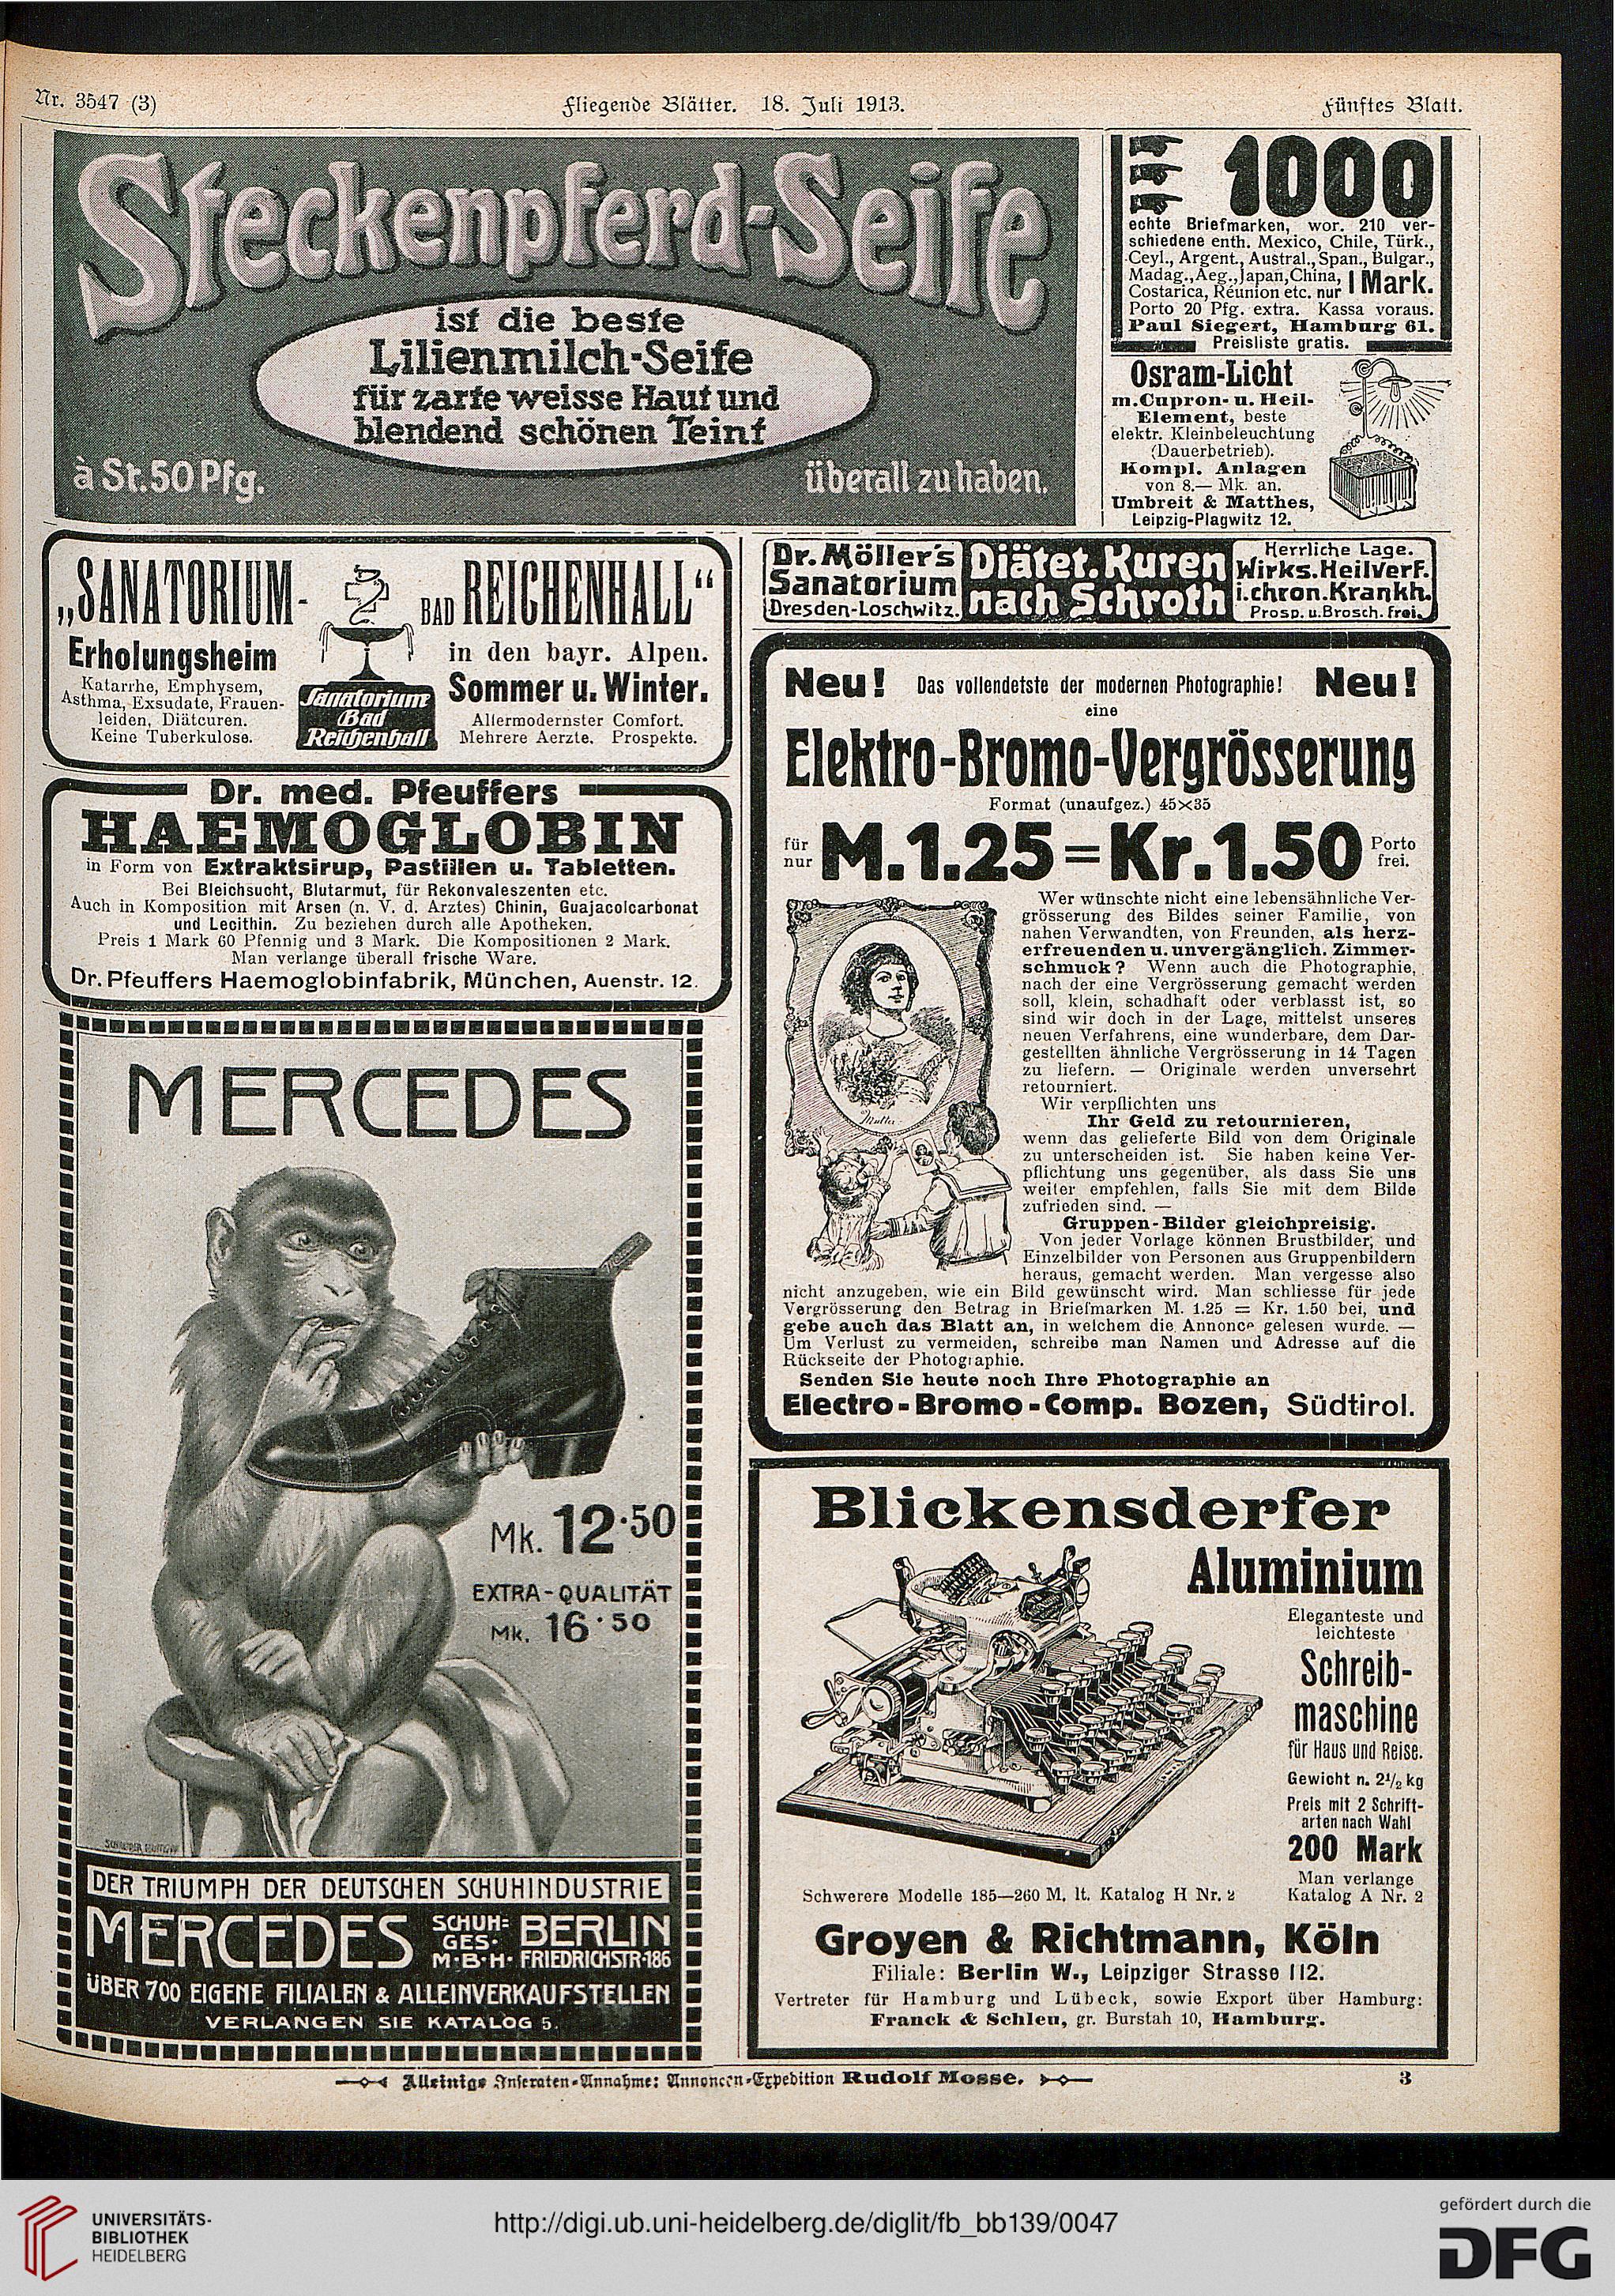 Nr. 3547 (3)
Fliegende Blätter. 18. Juli 1913.
Fünftes Blatt.
Steckenpferd-Seife
ist die beste
Lilienmilch-Seife
für zarte weisse Haut und
blendend schönen Teint
à St. 50 Pfg.
überall zu haben.
1000
echte Briefmarken, wor. 210 ver-
schiedene enth. Mexico, Chile, Türk.,
Ceyl., Argent., Austral., Span., Bulgar.,
Madag., Aeg., Japan, China,
Costarica, Réunion etc. nur 1 Mark.
Porto 20 Pfg. extra. Kassa voraus.
Paul Siegert, Hamburg 61.
Preisliste gratis.
Osram-Licht
m. Cupron- u. Heil-
Element, beste
elektr. Kleinbeleuchtung
(Dauerbetrieb).
Kompl. Anlagen
von 8.— Mk. an.
Umbreit & Matthes,
Leipzig-Plagwitz 12.
„SANATORIUM- BAD REICHENHALL“
Erholungsheim
Katarrhe, Emphysem,
Asthma, Exsudate, Frauen-
leiden, Diätcuren.
Keine Tuberkulose.
Sanatorium
Bad
Reichenhall
in den bayr. Alpen.
Sommer u. Winter.
Allermodernster Comfort.
Mehrere Aerzte. Prospekte.
Dr. Möller's
Sanatorium
Dresden-Loschwitz.
Diätet. Kuren
nach Schroth
Herrliche Lage.
Wirks. Heilverf.
i. chron. Krankh.
Prosp. u. Brosch. frei.
Dr. med. Pfeuffers
HAEMOGLOBIN
in Form von Extraktsirup, Pastillen u. Tabletten.
Bei Bleichsucht, Blutarmut, für Rekonvaleszenten etc.
Auch in Komposition mit Arsen (n. V. d. Arztes) Chinin, Guajacolcarbonat
und Lecithin. Zu beziehen durch alle Apotheken.
Preis 1 Mark 60 Pfennig und 3 Mark. Die Kompositionen 2 Mark.
Man verlange überall frische Ware.
Dr. Pfeuffers Haemoglobinfabrik, München, Auenstr. 12.
MERCEDES
Mk. 12·50
EXTRA-QUALITÄT
Mk. 16·50
DER TRIUMPH DER DEUTSCHEN SCHUHINDUSTRIE
MERCEDES SCHUH=
GES·
M·B·H· BERLIN
FRIEDRICHSTR·186
ÜBER 700 EIGENE FILIALEN & ALLEINVERKAUFSTELLEN
VERLANGEN SIE KATALOG 5.
Neu! Das vollendetste der modernen Photographie! Neu!
eine
Elektro-Bromo-Vergrösserung
Format (unaufgez.) 45×35
für
nur M. 1.25 = Kr. 1.50 Porto
frei.
Wer wünschte nicht eine lebensähnliche Ver-
grösserung des Bildes seiner Familie, von
nahen Verwandten, von Freunden, als herz-
erfreuenden u. unvergänglich. Zimmer-
schmuck? Wenn auch die Photographie,
nach der eine Vergrösserung gemacht werden
soll, klein, schadhaft oder verblasst ist, so
sind wir doch in der Lage, mittelst unseres
neuen Verfahrens, eine wunderbare, dem Dar-
gestellten ähnliche Vergrösserung in 14 Tagen
zu liefern. — Originale werden unversehrt
retourniert.
Mutter
Wir verpflichten uns
Ihr Geld zu retournieren,
wenn das gelieferte Bild von dem Originale
zu unterscheiden ist. Sie haben keine Ver-
pflichtung uns gegenüber, als dass Sie uns
weiter empfehlen, falls Sie mit dem Bilde
zufrieden sind. —
Gruppen-Bilder gleichpreisig.
Von jeder Vorlage können Brustbilder, und
Einzelbilder von Personen aus Gruppenbildern
heraus, gemacht werden. Man vergesse also
nicht anzugeben, wie ein Bild gewünscht wird. Man schliesse für jede
Vergrösserung den Betrag in Briefmarken M. 1.25 = Kr. 1.50 bei, und
gebe auch das Blatt an, in welchem die Annonce gelesen wurde. —
Um Verlust zu vermeiden, schreibe man Namen und Adresse auf die
Rückseite der Photographie.
Senden Sie heute noch Ihre Photographie an
Electro-Bromo-Comp. Bozen, Südtirol.
Blickensderfer
Aluminium
Eleganteste und
leichteste
Schreib-
maschine
für Haus und Reise.
Gewicht n. 2½ kg
Preis mit 2 Schrift-
arten nach Wahl
200 Mark
Man verlange
Katalog A Nr. 2
Schwerere Modelle 185—260 M. lt. Katalog H Nr. 2
Groyen & Richtmann, Köln
Filiale: Berlin W., Leipziger Strasse 112.
Vertreter für Hamburg und Lübeck, sowie Export über Hamburg:
Franck & Schleu, gr. Burstah 10, Hamburg.
Alleinige Inseraten-Annahme: Annoncen-Expedition Rudolf Mosse.
3
UNIVERSITÄTS-
BIBLIOTHEK
HEIDELBERG
http://digi.ub.uni-heidelberg.de/diglit/fb_bb139/0047
gefördert durch die
DFG